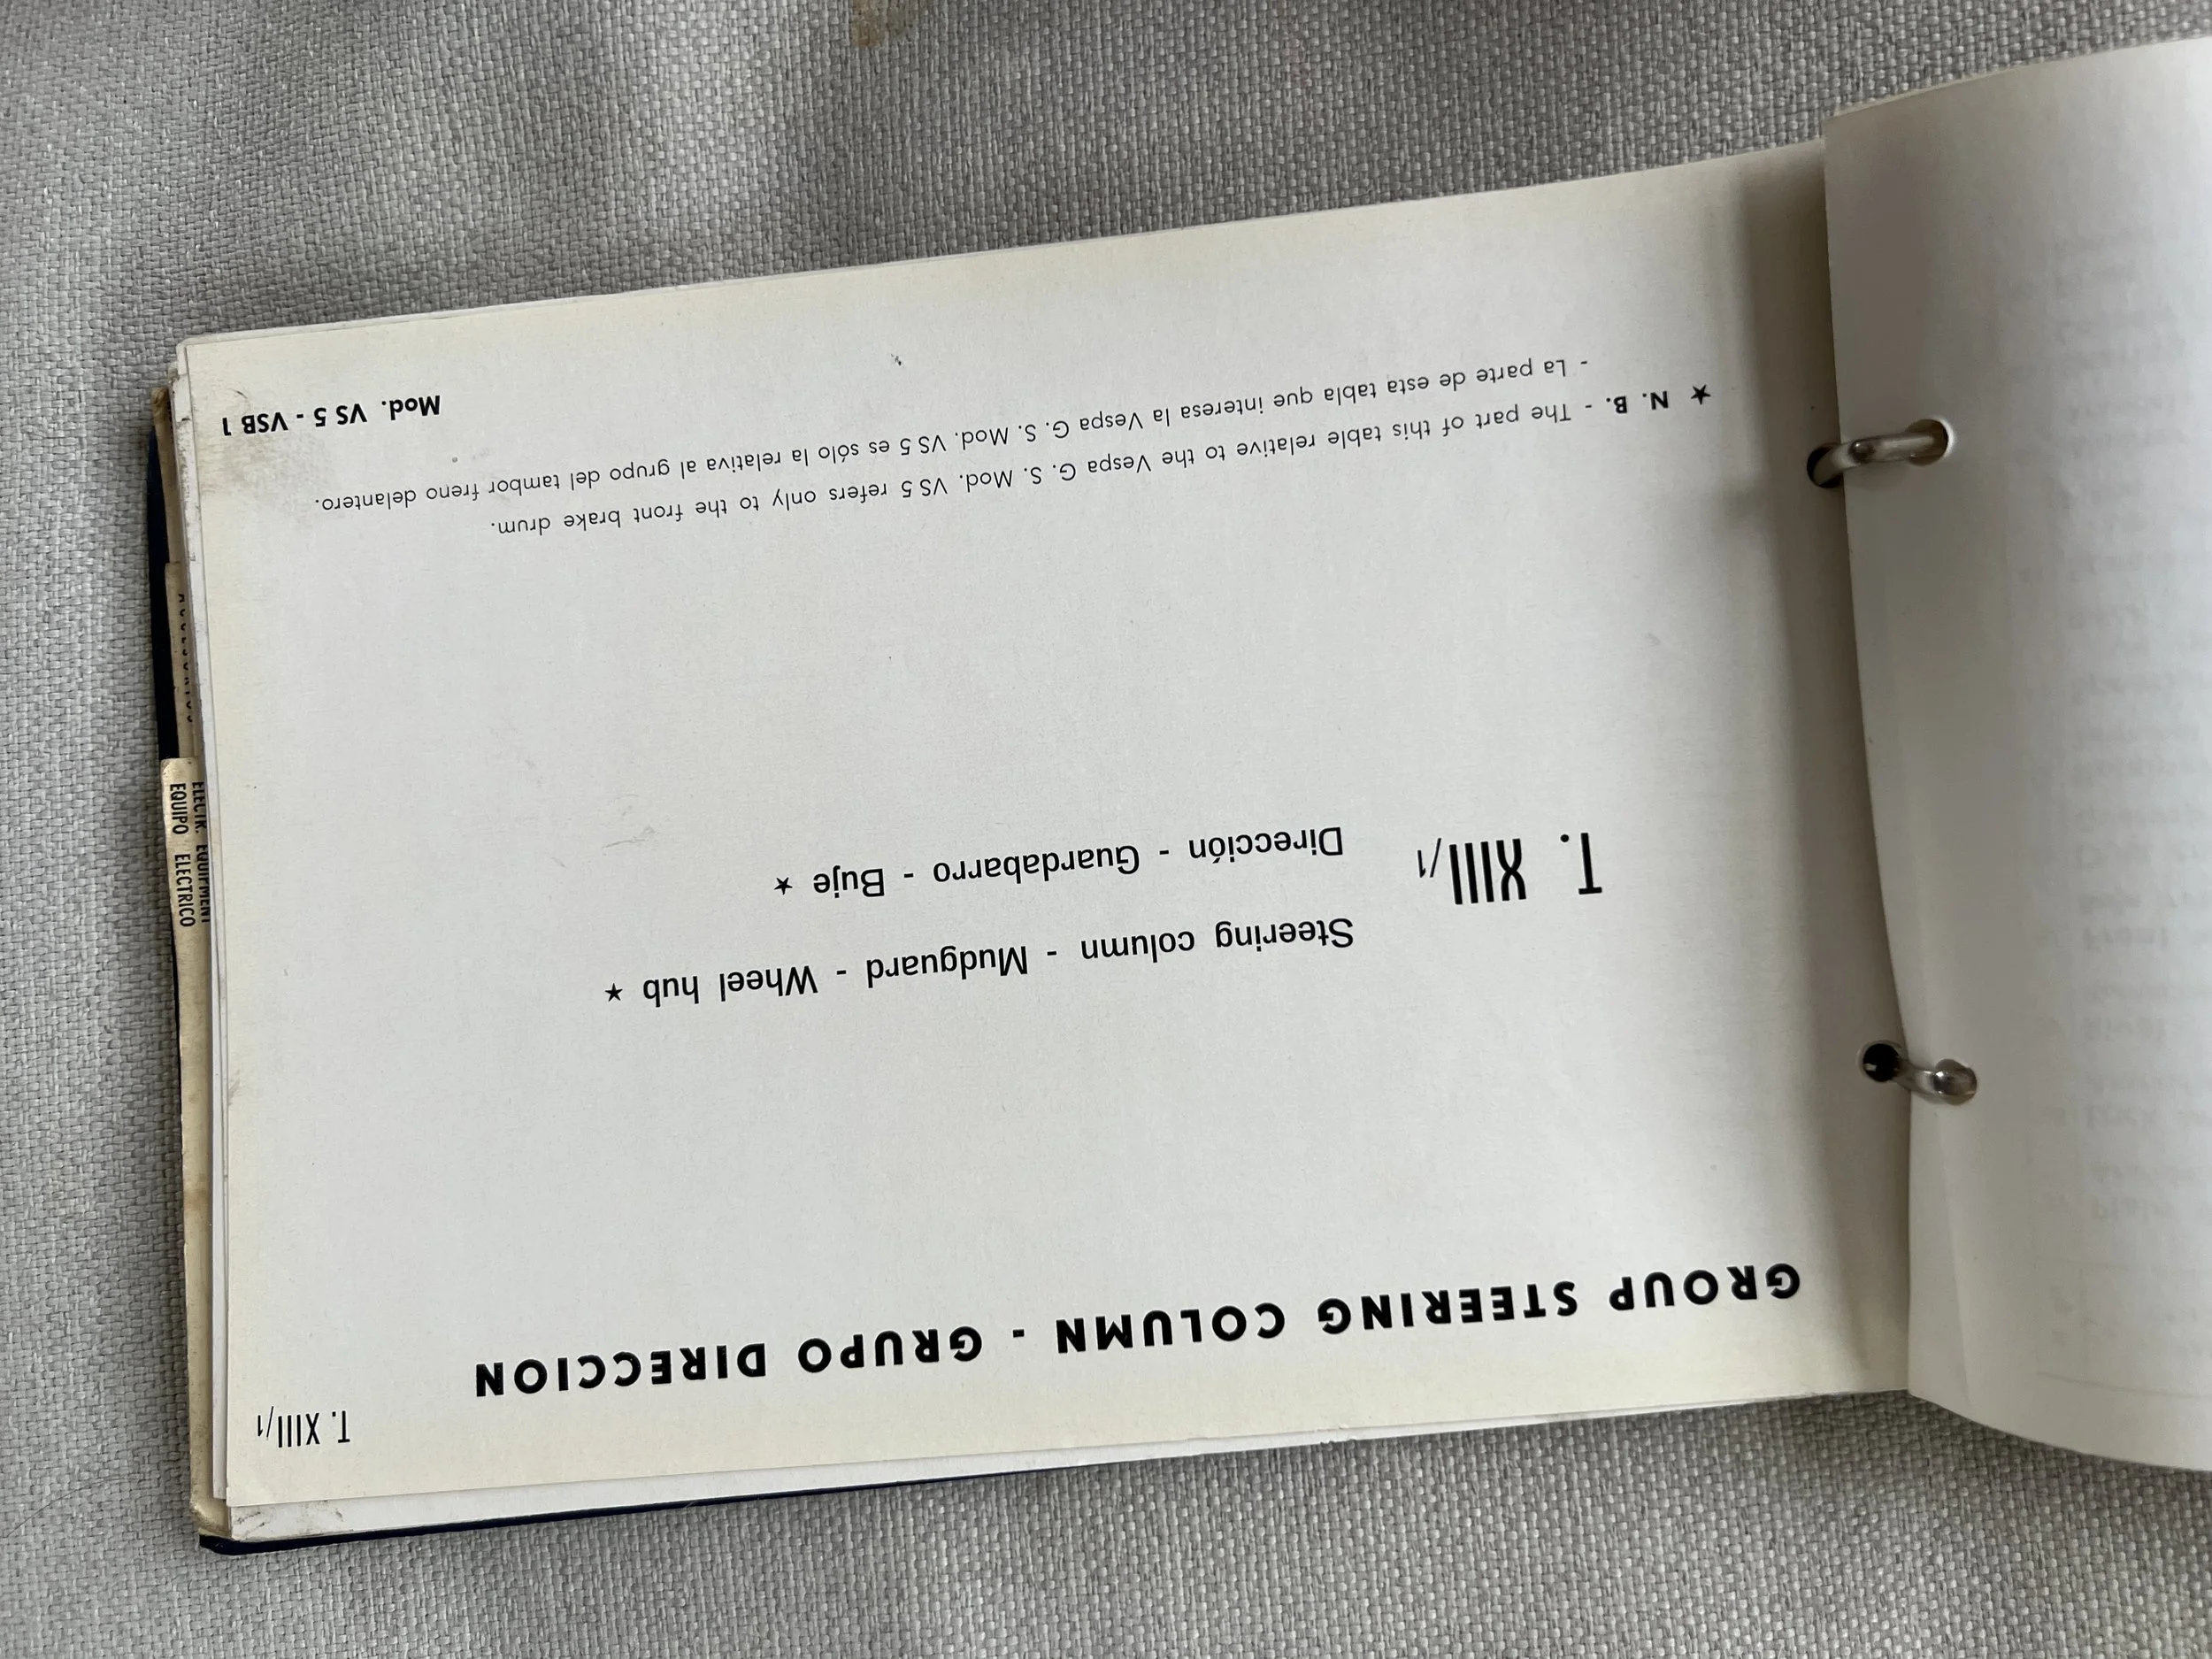 T. XIII/1
GROUP STEERING COLUMN - GRUPO DIRECCION
Steering column - Mudguard - Wheel hub ★
T. XIII/1
Dirección - Guardabarro - Buje ★
★ N. B. - The part of this table relative to the Vespa G. S. Mod. VS 5 refers only to the front brake drum.
- La parte de esta tabla que interesa la Vespa G. S. Mod. VS 5 es sólo la relativa al grupo del tambor freno delantero.
Mod. VS 5 - VSB 1
ELECTR. EQUIPMENT
EQUIPO ELECTRICO